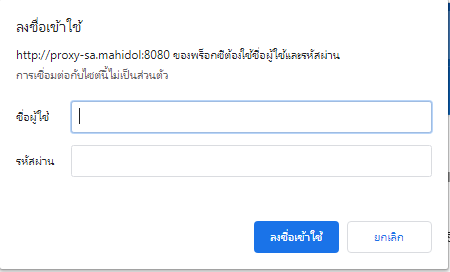 ลงชื่อเข้าใช้
http://proxy-sa.mahidol:8080 ของพร็อกซีต้องใช้ชื่อผู้ใช้และรหัสผ่าน
การเชื่อมต่อกับไซต์นี้ไม่เป็นส่วนตัว
ชื่อผู้ใช้
รหัสผ่าน
ลงชื่อเข้าใช้ ยกเลิก